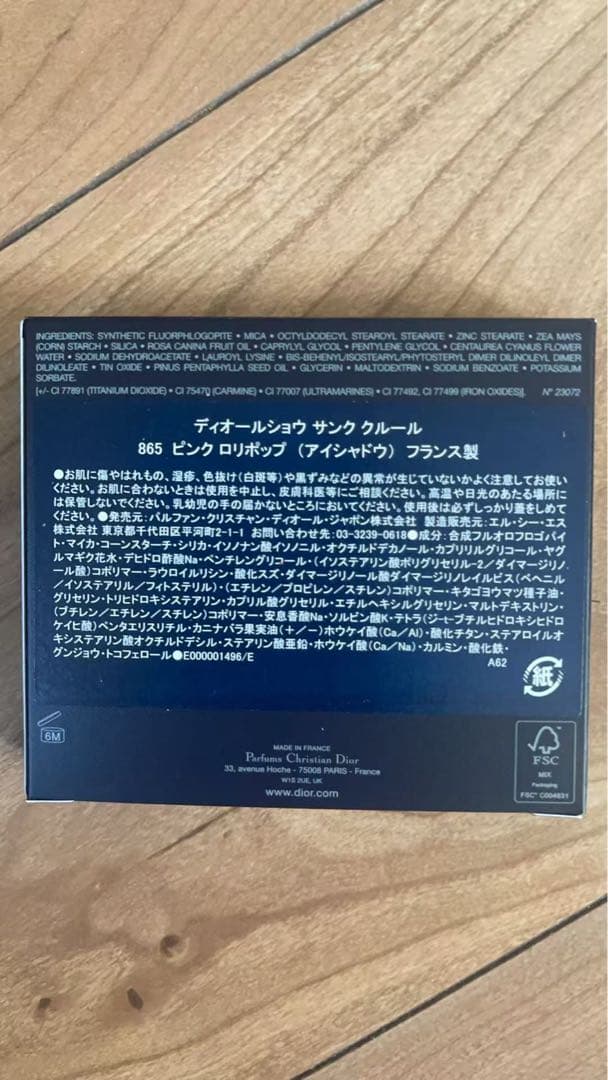 INGREDIENTS: SYNTHETIC FLUORPHLOGOPITE • MICA • OCTYLDODECYL STEAROYL STEARATE • ZINC STEARATE • ZEA MAYS
(CORN) STARCH • SILICA • ROSA CANINA FRUIT OIL • CAPRYLYL GLYCOL • PENTYLENE GLYCOL • CENTAUREA CYANUS FLOWER
WATER • SODIUM DEHYDROACETATE • LAUROYL LYSINE • BIS-BEHENYL/ISOSTEARYL/PHYTOSTERYL DIMER DILINOLEYL DIMER
DILINOLEATE • TIN OXIDE • PINUS PENTAPHYLLA SEED OIL • GLYCERIN • MALTODEXTRIN • SODIUM BENZOATE • POTASSIUM
SORBATE.
[+/- CI 77891 (TITANIUM DIOXIDE) • CI 75470 (CARMINE) • CI 77007 (ULTRAMARINES) • CI 77492, CI 77499 (IRON OXIDES)]. N° 23072
ディオールショウ サンク クルール
865 ピンク ロリポップ （アイシャドウ） フランス製
●お肌に傷やはれもの、湿疹、色抜け(白斑等)や黒ずみなどの異常が生じていないかよく注意してお使い
ください。お肌に合わないときは使用を中止し、皮膚科医等にご相談ください。高温や日光のあたる場所に
は保管しないでください。乳幼児の手の届かないところにおいてください。使用後は必ずしっかり蓋をしめて
ください。●発売元:パルファン・クリスチャン・ディオール・ジャポン株式会社 製造販売元:エル・シー・エス
株式会社 東京都千代田区平河町2-1-1 お問い合わせ先:03-3239-0618●成分:合成フルオロフロゴパイ
ト・マイカ・コーンスターチ・シリカ・イソノナン酸イソノニル・オクチルドデカノール・カプリリルグリコール・ヤグ
ルマギク花水・デヒドロ酢酸Na・ペンチレングリコール・(イソステアリン酸ポリグリセリル-2/ダイマージリノ
ール酸)コポリマー・ラウロイルリシン・酸化スズ・ダイマージリノール酸ダイマージリノレイルビス(ベヘニル
/イソステアリル/フィトステリル)・(エチレン/プロピレン/スチレン)コポリマー・キタゴヨウマツ種子油・
グリセリン・トリヒドロキシステアリン・カプリル酸グリセリル・エチルヘキシルグリセリン・マルトデキストリン・
(ブチレン/エチレン/スチレン)コポリマー・安息香酸Na・ソルビン酸K・テトラ(ジ-t-ブチルヒドロキシヒドロ
ケイヒ酸)ペンタエリスリチル・カニナバラ果実油(+/-)ホウケイ酸(Ca/Al)・酸化チタン・ステアロイルオ
キシステアリン酸オクチルドデシル・ステアリン酸亜鉛・ホウケイ酸(Ca/Na)・カルミン・酸化鉄・
グンジョウ・トコフェロール●E000001496/E
A62
紙
6M
MADE IN FRANCE
Parfums Christian Dior
33, avenue Hoche - 75008 PARIS - France
W1S 2UE, UK
www.dior.com
FSC
MIX
Packaging
FSC® C004831